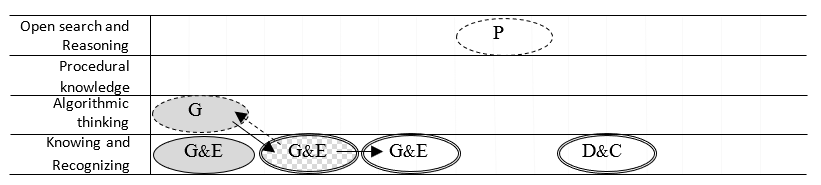 Open search and
Reasoning
P
Procedural
knowledge
Algorithmic
thinking
G
Knowing and
Recognizing
G&E
G&E
G&E
D&C